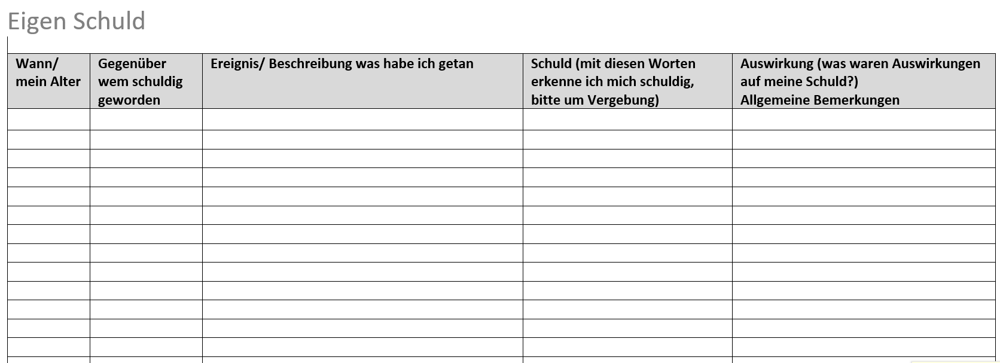 Eigen Schuld
Wann/
mein Alter
Gegenüber
wem schuldig
geworden
Ereignis/ Beschreibung was habe ich getan
Schuld (mit diesen Worten
erkenne ich mich schuldig,
bitte um Vergebung)
Auswirkung (was waren Auswirkungen
auf meine Schuld?)
Allgemeine Bemerkungen